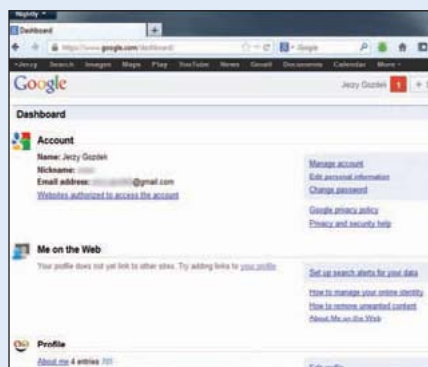 Nightly
Dashboard
https://www.google.com/dashboard/
Google
+Jerzy Search Images Maps Play YouTube News Gmail Documents Calendar More
Google
Jerzy Gozdek 1 +
Dashboard
Account
Name: Jerzy Gozdek
Nickname:
Email address: @gmail.com
Websites authorized to access the account
Manage account
Edit personal information
Change password
Google privacy policy
Privacy and security help
Me on the Web
Your profile does not yet link to other sites. Try adding links to your profile
Set up search alerts for your data
How to manage your online identity
How to remove unwanted content
About Me on the Web
Profile
About me 4 entries
Edit profile